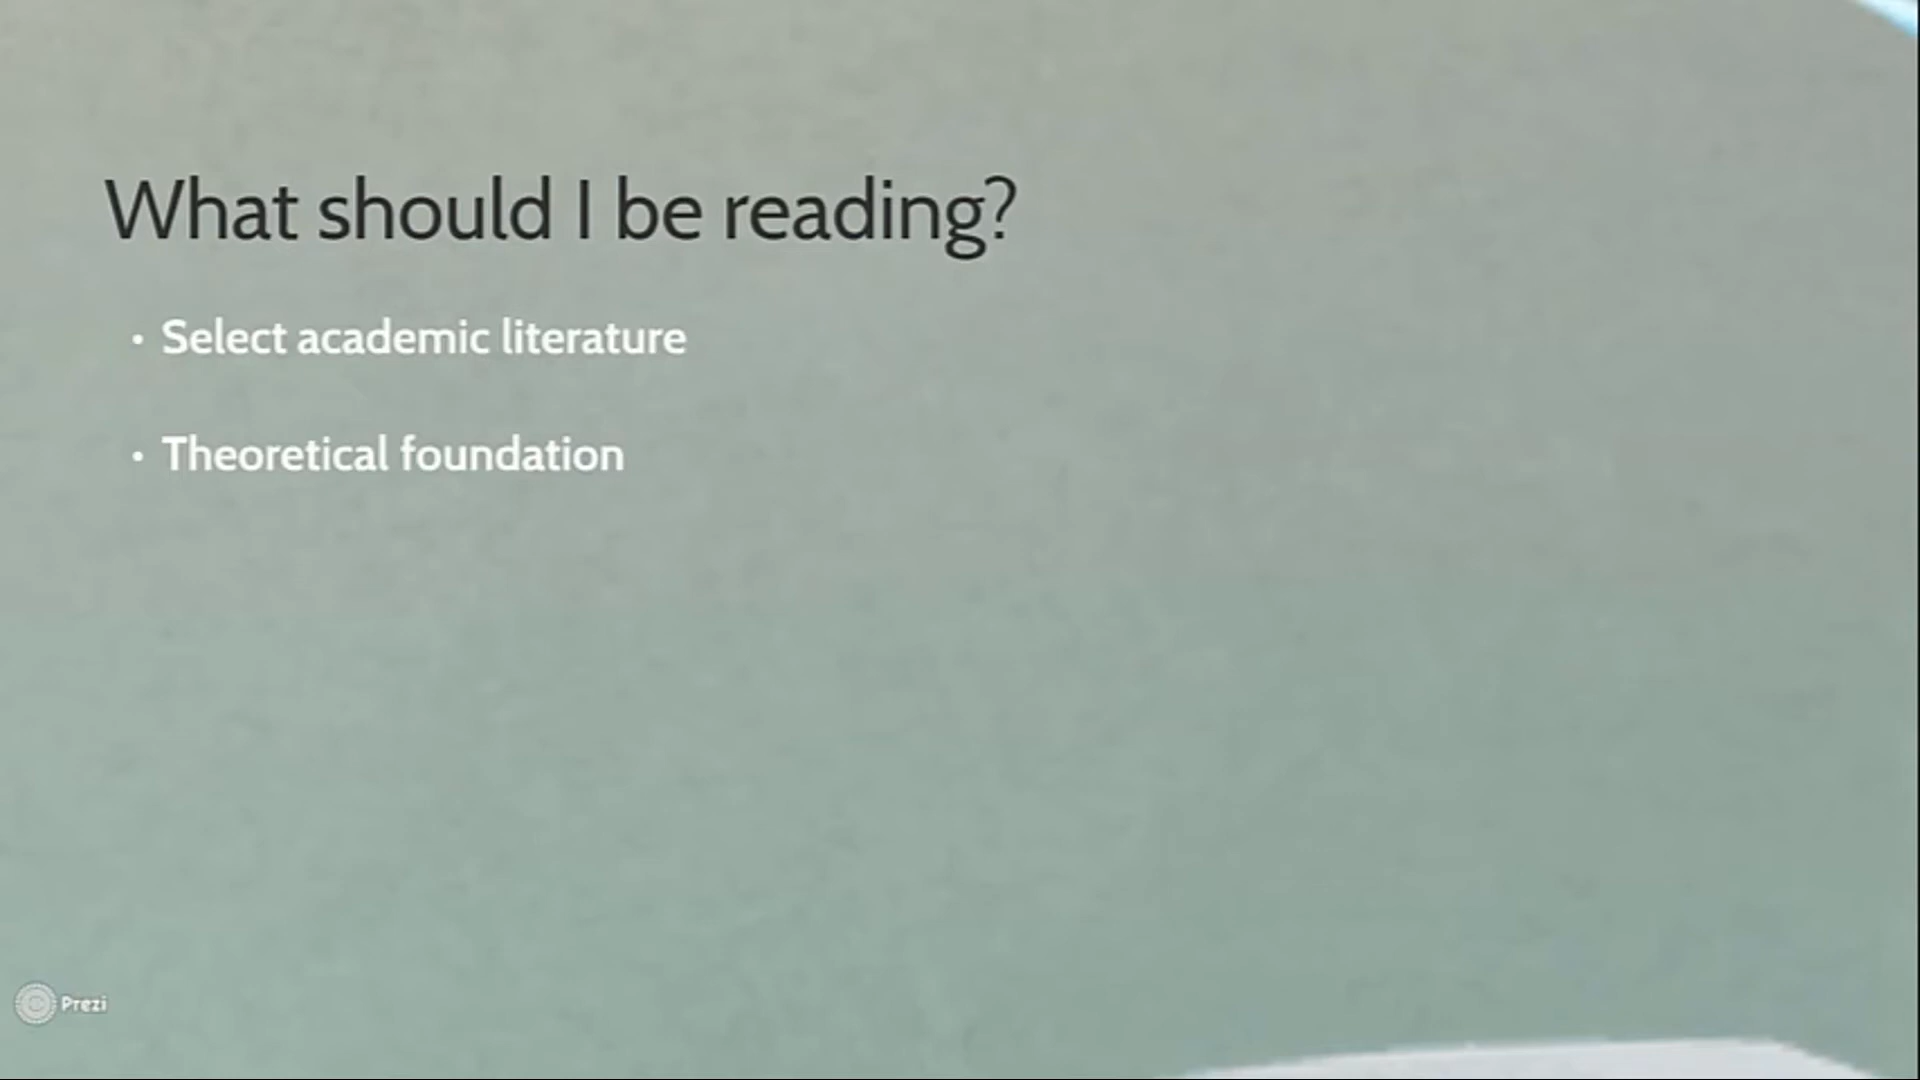 What should I be reading?
• Select academic literature
• Theoretical foundation
Prezi